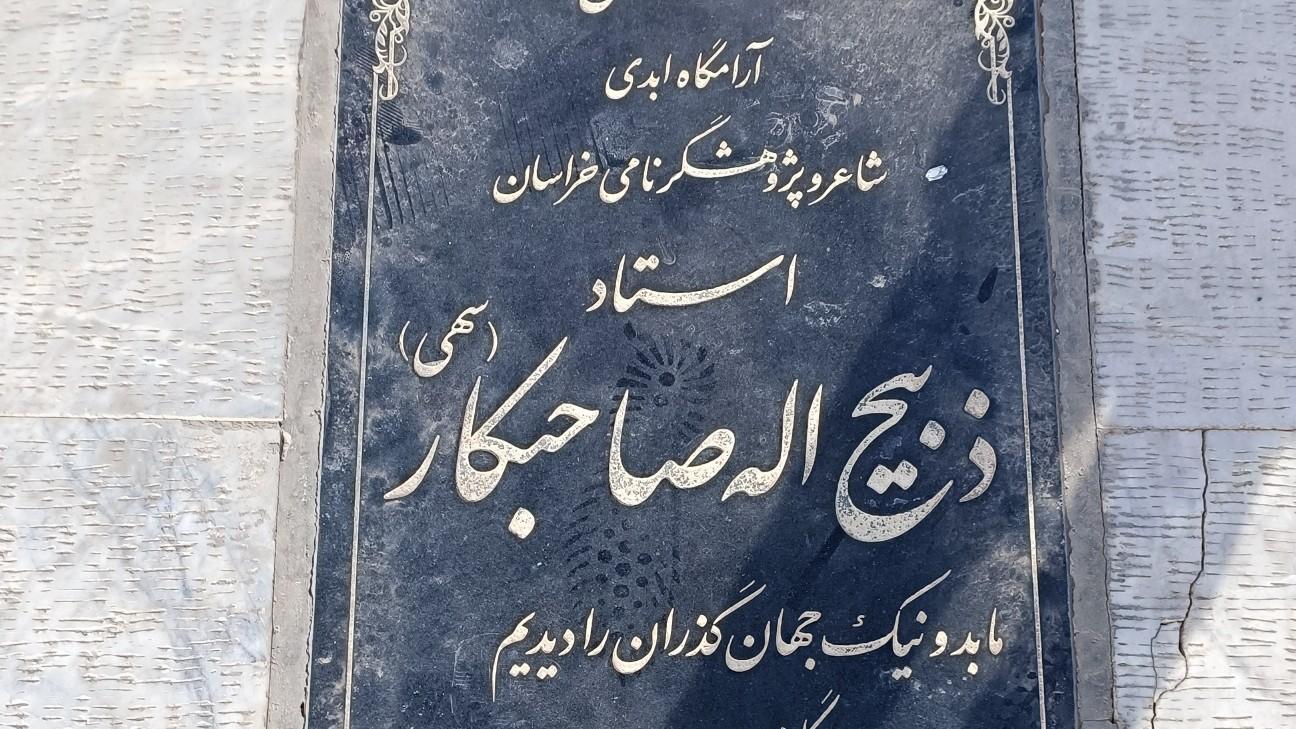 آرامگاه ابدی
شاعر و پژوهشگر نامی خراسان
استاد
ذبیح اله صاحبکار (سهی)
ما بد و نیک جهان گذران را دیدیم